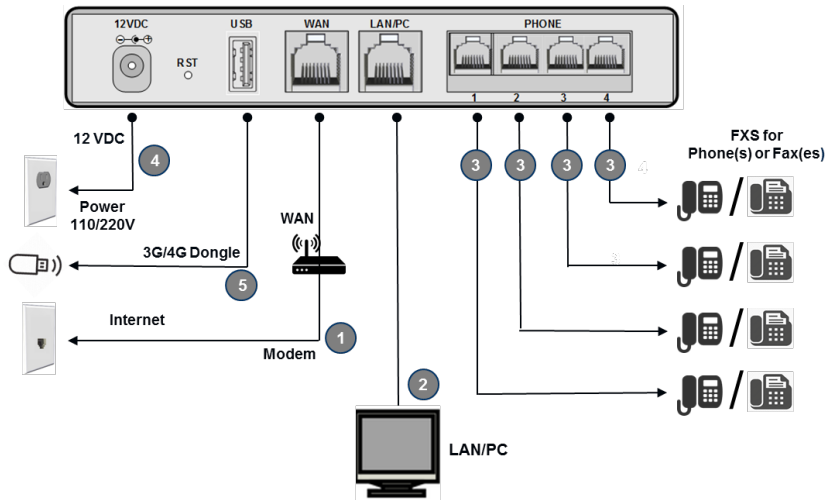 12VDC
USB
WAN
LAN/PC
PHONE
RST
1 2 3 4
12 VDC
4
3 3 3 3
4
FXS for
Phone(s) or Fax(es)
Power
110/220V
WAN
3G/4G Dongle
3
5
Internet
1
Modem
2
LAN/PC